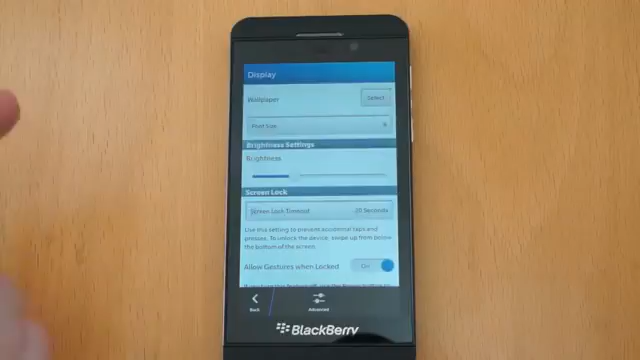 Display
Wallpaper
Select
Font Size
8
Brightness Settings
Brightness
Screen Lock
Screen Lock Timeout
30 Seconds
Use this setting to prevent accidental taps and
presses. To unlock the device, swipe up from below
the bottom of the screen.
Allow Gestures when Locked
On
Back
Advanced
BlackBerry